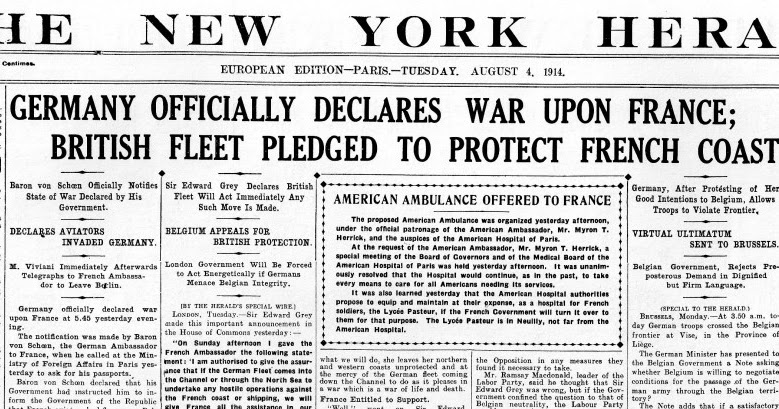 HE NEW YORK HERA
Centimes.
EUROPEAN EDITION—PARIS.—TUESDAY. AUGUST 4, 1914.
GERMANY OFFICIALLY DECLARES WAR UPON FRANCE;
BRITISH FLEET PLEDGED TO PROTECT FRENCH COAST
Baron von Schœn Officially Notifies
State of War Declared by His
Government.
DECLARES AVIATORS
INVADED GERMANY.
M. Viviani Immediately Afterwards
Telegraphs to French Ambassa-
dor to Leave Berlin.
Germany officially declared war
upon France at 5.45 yesterday even-
ing.
The notification was made by Baron
von Schœn, the German Ambassador
to France, when he called at the Min-
istry of Foreign Affairs in Paris yes-
terday to ask for his passports.
Baron von Schœn declared that his
Government had instructed him to in-
form the Government of the Republic
Sir Edward Grey Declares British
Fleet Will Act Immediately Any
Such Move Is Made.
BELGIUM APPEALS FOR
BRITISH PROTECTION.
London Government Will Be Forced
to Act Energetically if Germans
Menace Belgian Integrity.
[BY THE HERALD'S SPECIAL WIRE.]
LONDON, Tuesday.—Sir Edward Grey
made this important announcement in
the House of Commons yesterday:—
"On Sunday afternoon I gave the
French Ambassador the following state-
ment: 'I am authorised to give the assur-
ance that if the German Fleet comes into
the Channel or through the North Sea to
undertake any hostile operations against
the French coast or shipping, we will
give France all the assistance in our
AMERICAN AMBULANCE OFFERED TO FRANCE
The proposed American Ambulance was organized yesterday afternoon,
under the official patronage of the American Ambassador, Mr. Myron T.
Herrick, and the auspices of the American Hospital of Paris.
At the request of the American Ambassador, Mr. Myron T. Herrick, a
special meeting of the Board of Governors and of the Medical Board of the
American Hospital of Paris was held yesterday afternoon. It was unanim-
ously resolved that the Hospital would continue, as in the past, to take
every means to care for all Americans needing its services.
It was also learned yesterday that the American Hospital authorities
propose to equip and maintain at their expense, as a hospital for French
soldiers, the Lycée Pasteur, if the French Government will turn it over to
them for that purpose. The Lycée Pasteur is in Neuilly, not far from the
American Hospital.
what we will do, she leaves her northern
and western coasts unprotected and at
the mercy of the German fleet coming
down the Channel to do as it pleases in
a war which is a war of life and death.
France Entitled to Support.
the Opposition in any measures they
found it necessary to take.
Mr. Ramsay Macdonald, leader of the
Labor Party, said he thought that Sir
Edward Grey was wrong, but if the Gov-
ernment confined the question to that of
Belgian neutrality, the Labour Party
Germany, After Protesting of Her
Good Intentions to Belgium, Allows
Troops to Violate Frontier,
VIRTUAL ULTIMATUM
SENT TO BRUSSELS.
Belgian Government, Rejects Pre-
posterous Demand in Dignified
but Firm Language.
(SPECIAL TO THE HERALD.)
BRUSSELS, Monday.—At 3.50 a.m. to-
day German troops crossed the Belgian
frontier at Vise, in the Province of
Liége.
The German Minister has presented to
the Belgian Government a Note asking
whether Belgium is willing to negotiate
conditions for the passage of the Ger-
man army through the Belgian terri-
tory?
The Note adds that if a satisfactory